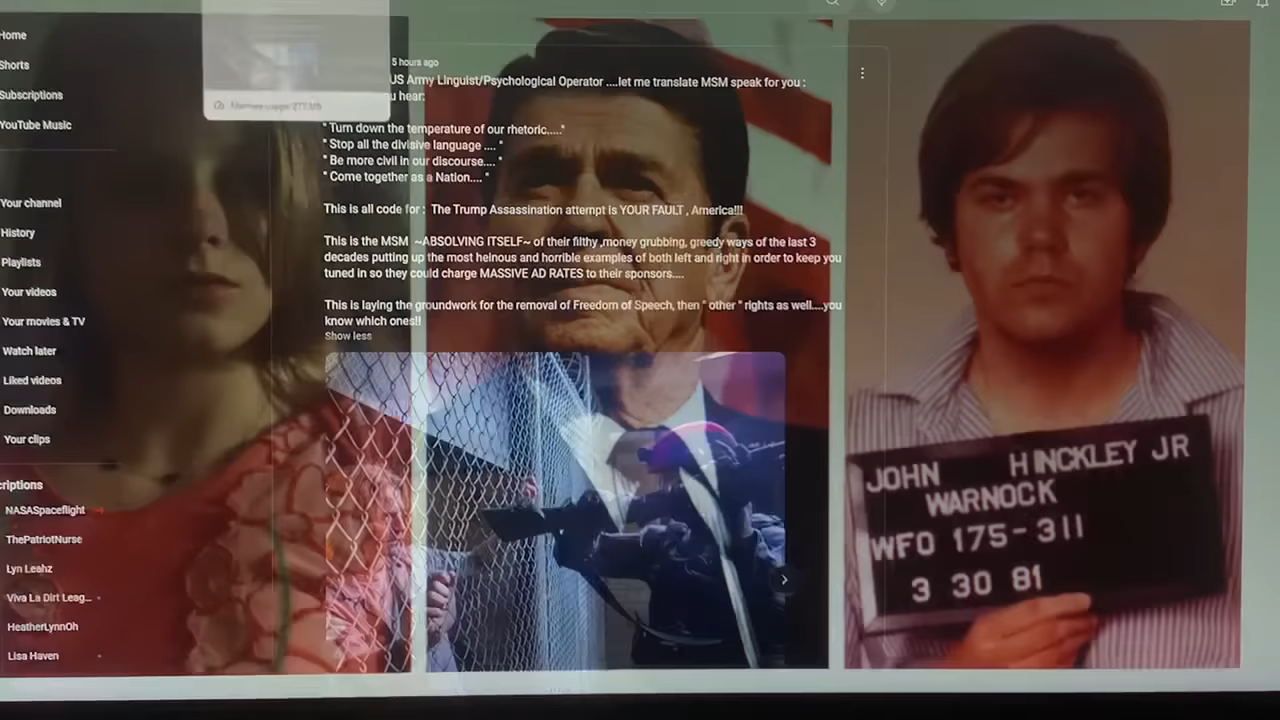 Home
Shorts
Subscriptions
YouTube Music
Your channel
History
Playlists
Your videos
Your movies & TV
Watch later
Liked videos
Downloads
Your clips
criptions
NASASpaceflight
ThePatriotNurse
Lyn Leahz
Viva La Dirt Leag...
HeatherLynnOh
Lisa Haven
5 hours ago
US Army Linguist/Psychological Operator ....let me translate MSM speak for you :
u hear:
" Turn down the temperature of our rhetoric....."
" Stop all the divisive language .... "
" Be more civil in our discourse.... "
" Come together as a Nation.... "
This is all code for : The Trump Assassination attempt is YOUR FAULT , America!!!
This is the MSM ~ABSOLVING ITSELF~ of their filthy ,money grubbing, greedy ways of the last 3
decades putting up the most heinous and horrible examples of both left and right in order to keep you
tuned in so they could charge MASSIVE AD RATES to their sponsors....
This is laying the groundwork for the removal of Freedom of Speech, then " other " rights as well....you
know which ones!!
Show less
JOHN HINCKLEY JR
WARNOCK
WFO 175-311
3 30 81